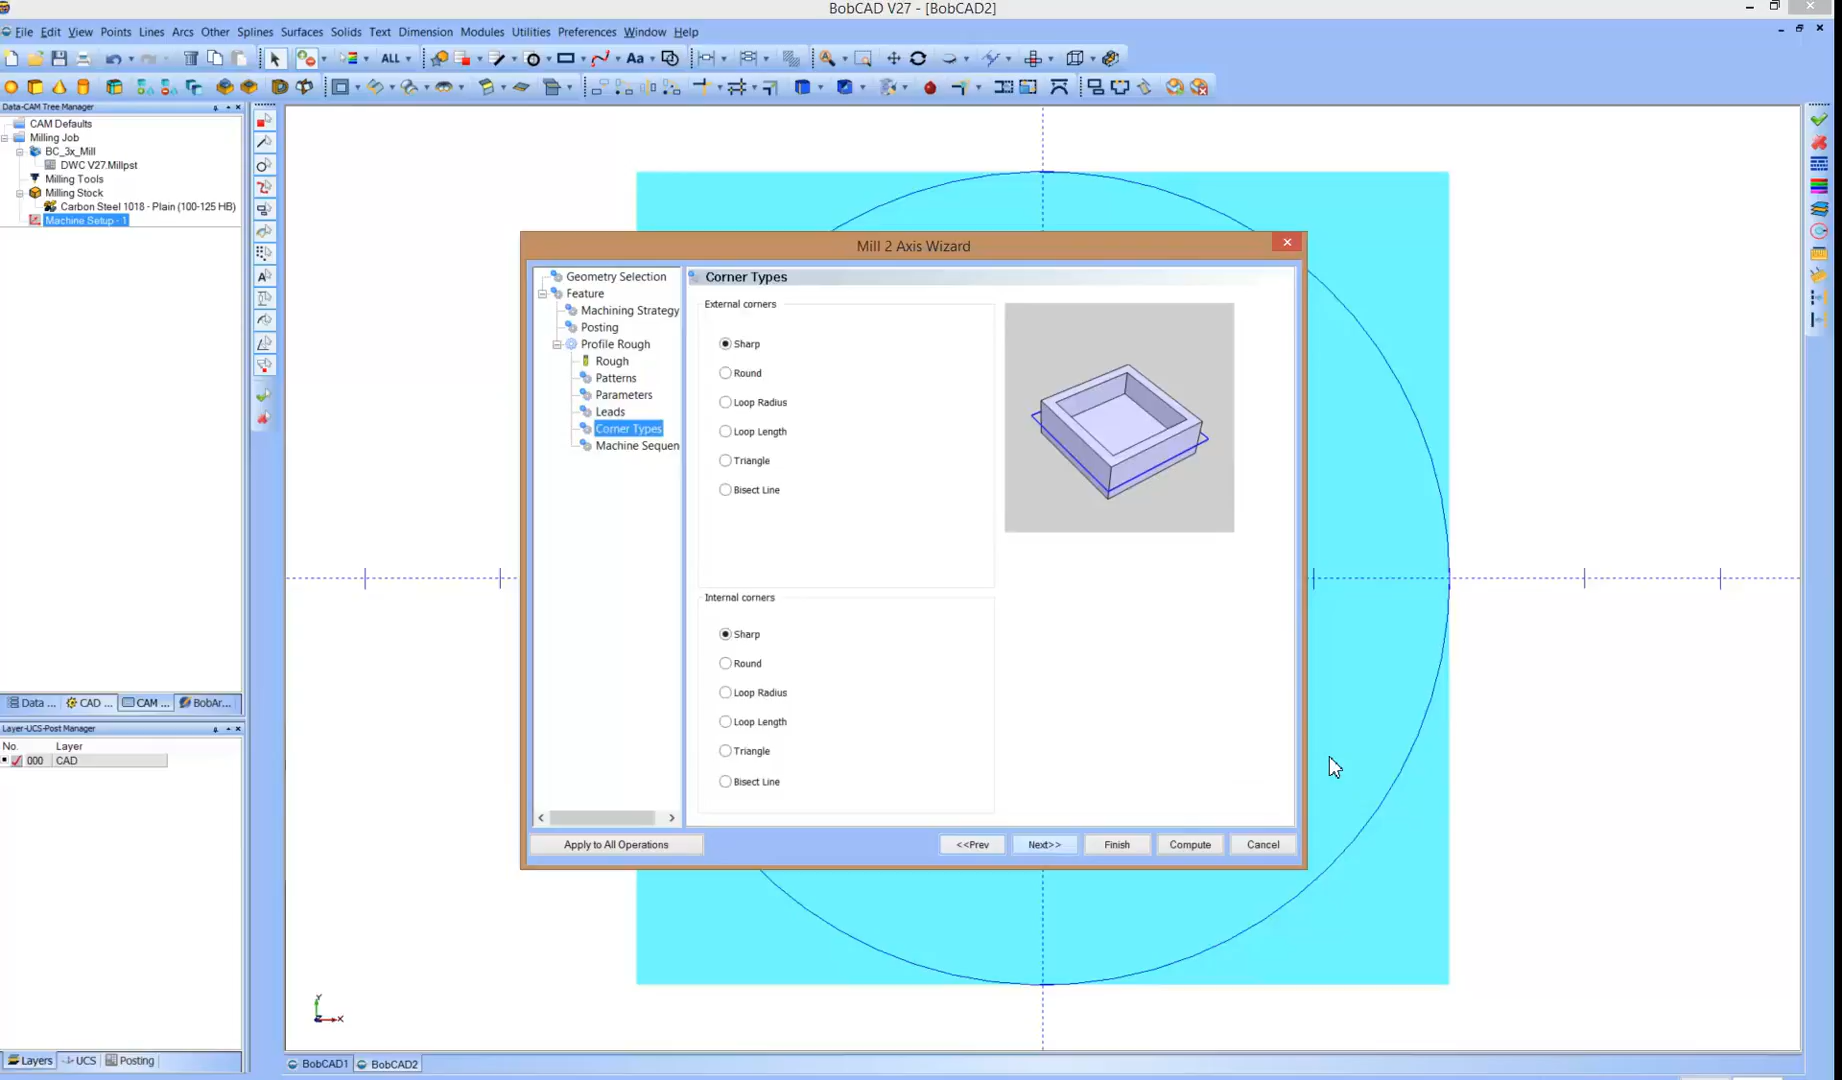 BobCAD V27 - [BobCAD2]
File Edit View Points Lines Arcs Other Splines Surfaces Solids Text Dimension Modules Utilities Preferences Window Help
ALL
Aa
Data-CAM Tree Manager
CAM Defaults
Milling Job
BC_3x_Mill
DWC V27.Millpst
Milling Tools
Milling Stock
Carbon Steel 1018 - Plain (100-125 HB)
Machine Setup - 1
Mill 2 Axis Wizard
Geometry Selection
Feature
Machining Strategy
Posting
Profile Rough
Rough
Patterns
Parameters
Leads
Corner Types
Machine Sequen
Corner Types
External corners
Sharp
Round
Loop Radius
Loop Length
Triangle
Bisect Line
Internal corners
Sharp
Round
Loop Radius
Loop Length
Triangle
Bisect Line
Apply to All Operations
<<Prev
Next>>
Finish
Compute
Cancel
Data ... CAD ... CAM ... BobAr...
Layer-UCS-Post Manager
No. Layer
000 CAD
Y
X
Layers UCS Posting
BobCAD1 BobCAD2